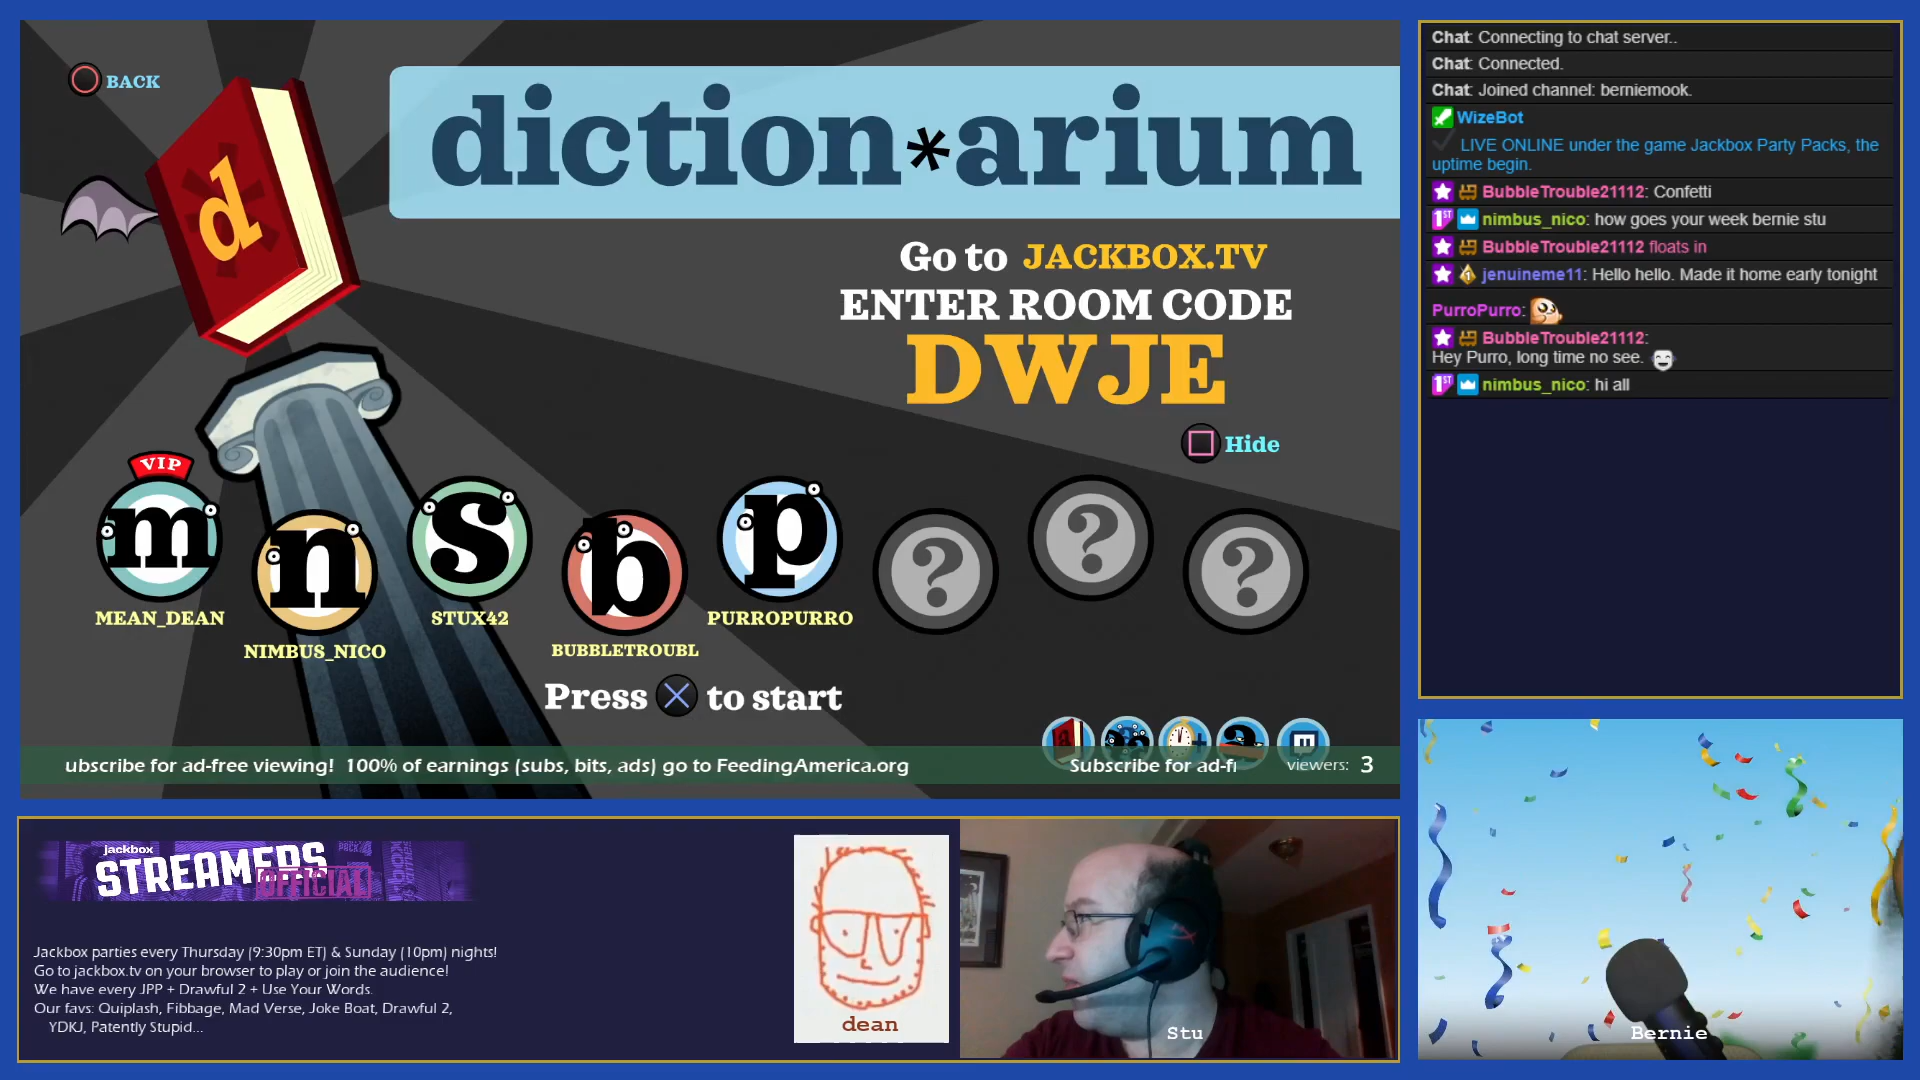 BACK
d
diction*arium
Go to JACKBOX.TV
ENTER ROOM CODE
DWJE
Hide
VIP
m
n
s
b
p
?
?
?
MEAN_DEAN
NIMBUS_NICO
STUX42
BUBBLETROUBL
PURROPURRO
Press X to start
ubscribe for ad-free viewing! 100% of earnings (subs, bits, ads) go to FeedingAmerica.org
Subscribe for ad-fr
viewers: 3
Chat: Connecting to chat server..
Chat: Connected.
Chat: Joined channel: berniemook.
WizeBot
LIVE ONLINE under the game Jackbox Party Packs, the
uptime begin.
BubbleTrouble21112: Confetti
1ST nimbus_nico: how goes your week bernie stu
BubbleTrouble21112 floats in
1 jenuineme11: Hello hello. Made it home early tonight
PurroPurro:
BubbleTrouble21112:
Hey Purro, long time no see.
1ST nimbus_nico: hi all
jackbox
STREAMERS
OFFICIAL
Jackbox parties every Thursday (9:30pm ET) & Sunday (10pm) nights!
Go to jackbox.tv on your browser to play or join the audience!
We have every JPP + Drawful 2 + Use Your Words.
Our favs: Quiplash, Fibbage, Mad Verse, Joke Boat, Drawful 2,
YDKJ, Patently Stupid...
dean
Stu
Bernie